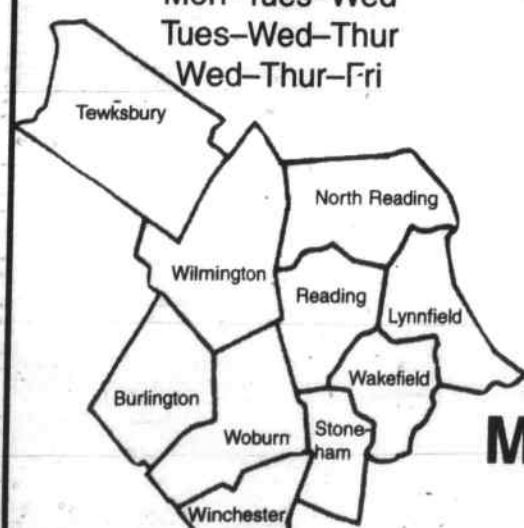 Tues–Wed–Thur
Wed–Thur–Fri
Tewksbury
North Reading
Wilmington
Reading
Lynnfield
Wakefield
Burlington
Stone-
ham
Woburn
M
Winchester